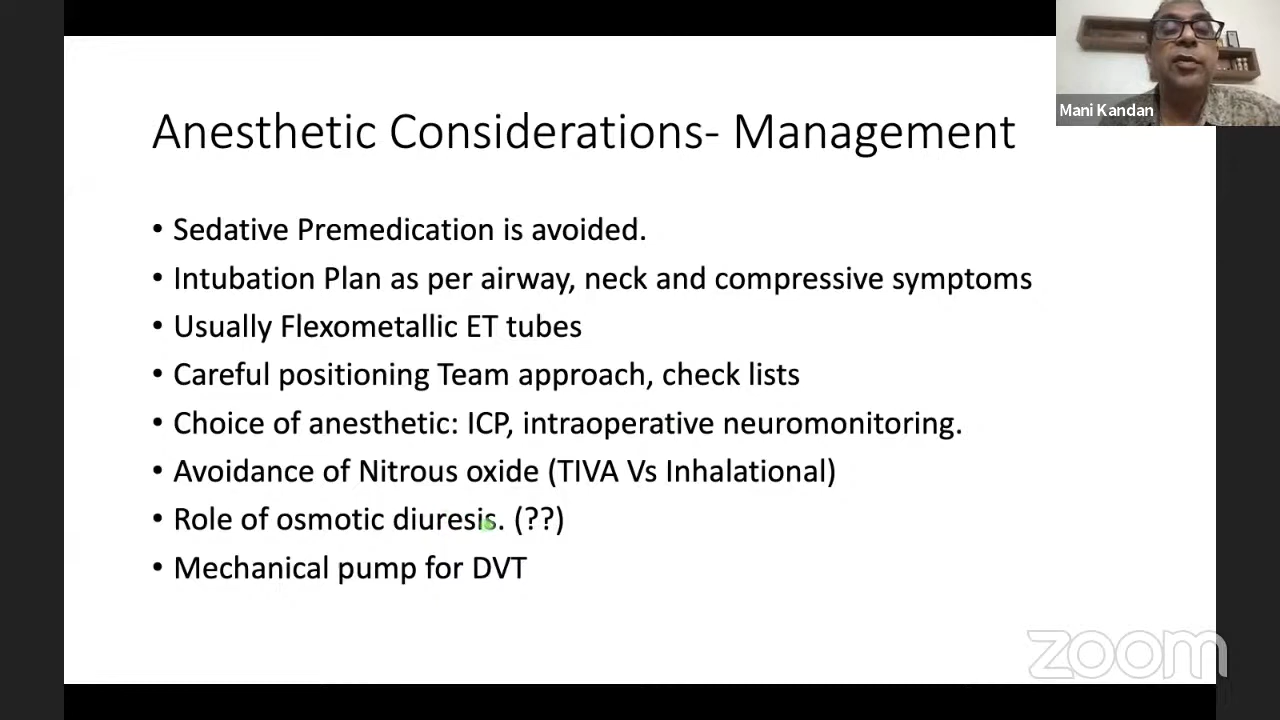 Mani Kandan
Anesthetic Considerations- Management
• Sedative Premedication is avoided.
• Intubation Plan as per airway, neck and compressive symptoms
• Usually Flexometallic ET tubes
• Careful positioning Team approach, check lists
• Choice of anesthetic: ICP, intraoperative neuromonitoring.
• Avoidance of Nitrous oxide (TIVA Vs Inhalational)
• Role of osmotic diuresis. (??)
• Mechanical pump for DVT
zoom